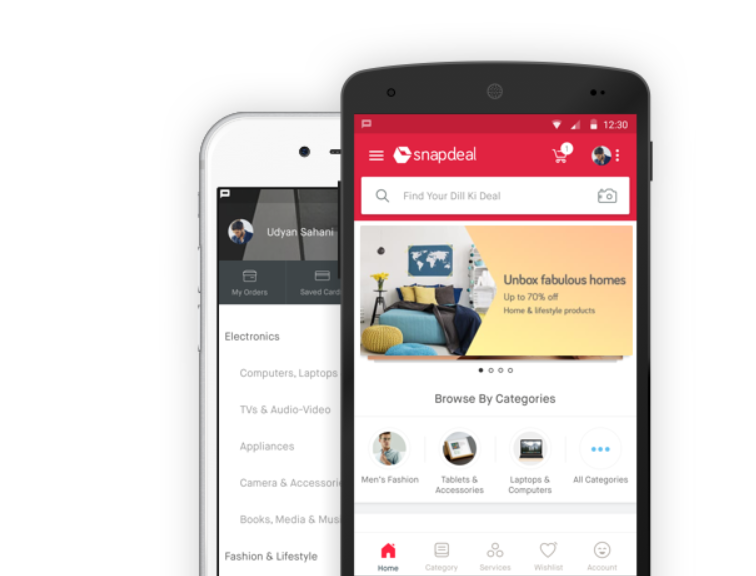 12:30
snapdeal
1
Find Your Dill Ki Deal
Unbox fabulous homes
Up to 70% off
Home & lifestyle products
Browse By Categories
Men's Fashion
Tablets &
Accessories
Laptops &
Computers
All Categories
Home
Category
Services
Wishlist
Account
Udyan Sahani
My Orders
Saved Card
Electronics
Computers, Laptops
TVs & Audio-Video
Appliances
Camera & Accessori
Books, Media & Mus
Fashion & Lifestyle